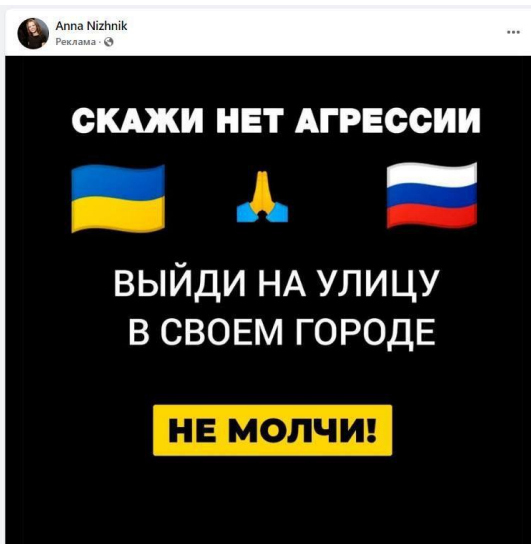 Anna Nizhnik
Реклама ·
СКАЖИ НЕТ АГРЕССИИ
ВЫЙДИ НА УЛИЦУ
В СВОЕМ ГОРОДЕ
НЕ МОЛЧИ!